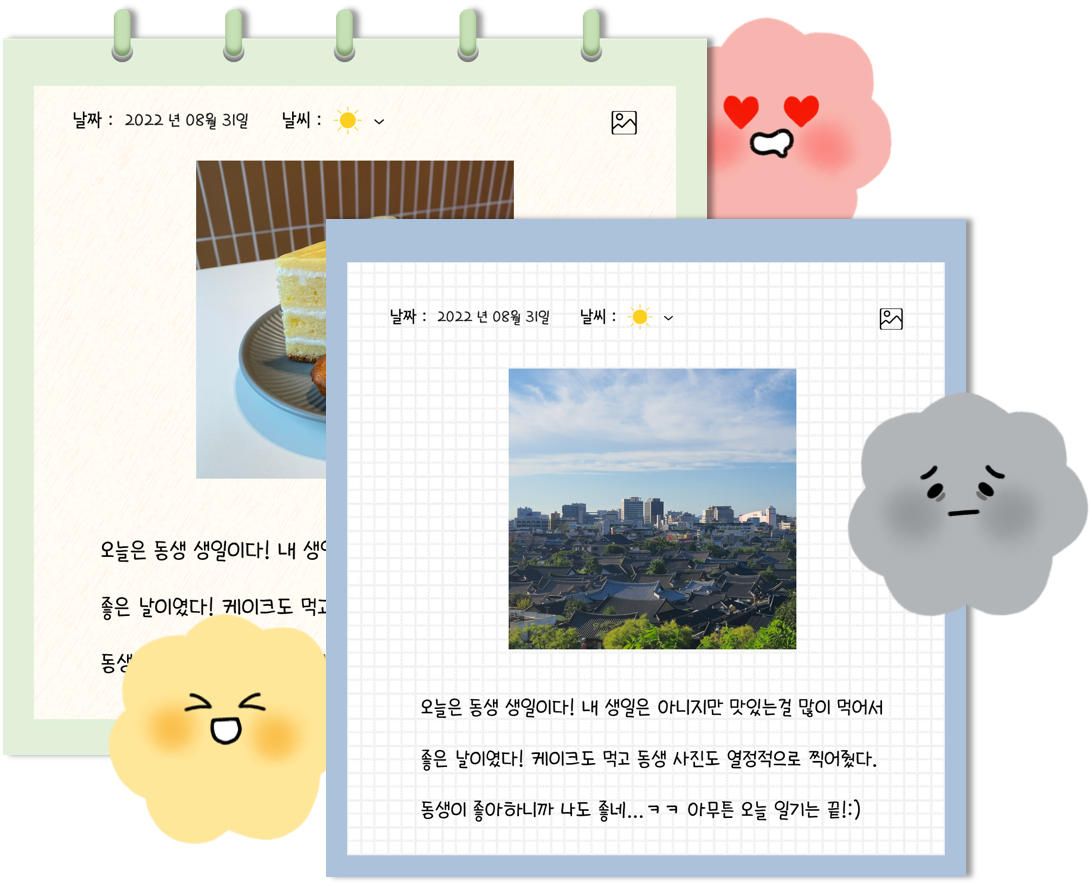 날짜 : 2022 년 08월 31일 날씨 :
오늘은 동생 생일이다! 내
좋은 날이였다! 케이크도
날짜 : 2022 년 08월 31일 날씨 :
오늘은 동생 생일이다! 내 생일은 아니지만 맛있는걸 많이 먹어서
좋은 날이였다! 케이크도 먹고 동생 사진도 열정적으로 찍어줬다.
동생이 좋아하니까 나도 좋네...ㅋㅋ 아무튼 오늘 일기는 끝!:)